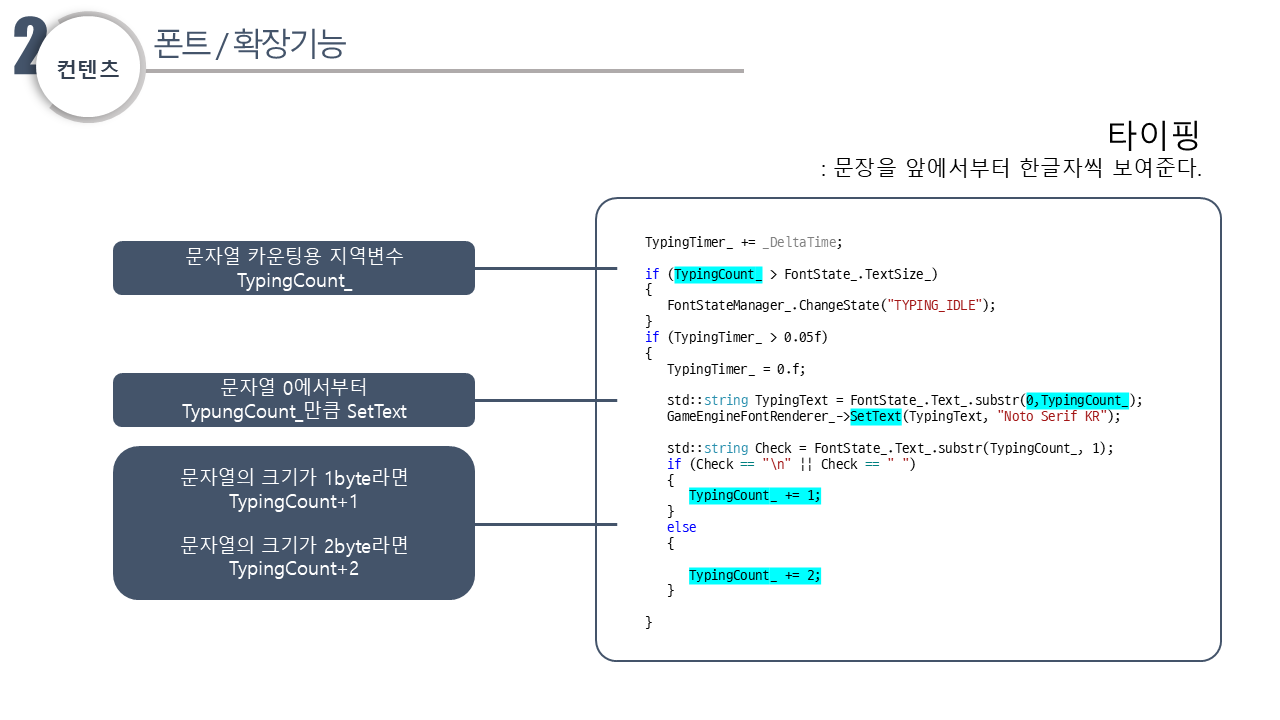 2
컨텐츠
폰트 / 확장기능
타이핑
: 문장을 앞에서부터 한글자씩 보여준다.
문자열 카운팅용 지역변수
TypingCount_
문자열 0에서부터
TypungCount_만큼 SetText
문자열의 크기가 1byte라면
TypingCount+1
문자열의 크기가 2byte라면
TypingCount+2
TypingTimer_ += _DeltaTime;
if (TypingCount_ > FontState_.TextSize_)
{
FontStateManager_.ChangeState("TYPING_IDLE");
}
if (TypingTimer_ > 0.05f)
{
TypingTimer_ = 0.f;
std::string TypingText = FontState_.Text_.substr(0,TypingCount_);
GameEngineFontRenderer_->SetText(TypingText, "Noto Serif KR");
std::string Check = FontState_.Text_.substr(TypingCount_, 1);
if (Check == "\n" || Check == " ")
{
TypingCount_ += 1;
}
else
{
TypingCount_ += 2;
}
}